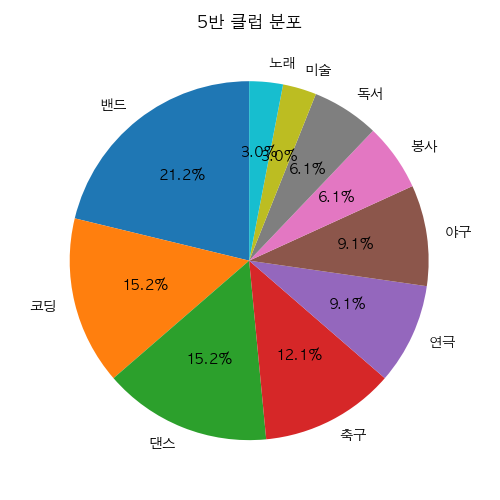 5반 클럽 분포
노래
미술
독서
봉사
야구
연극
축구
댄스
코딩
밴드
3.0%
3.0%
6.1%
6.1%
9.1%
9.1%
12.1%
15.2%
15.2%
21.2%